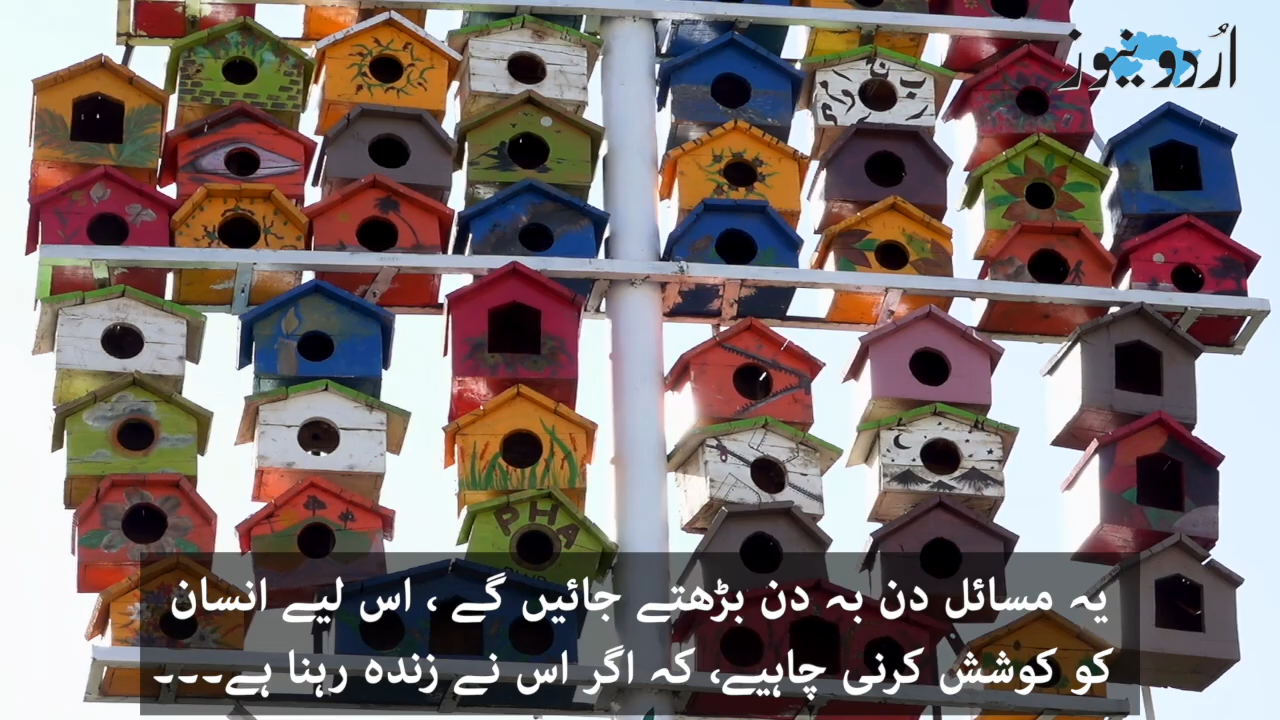 اُردو نیوز
PHA
یہ مسائل دن بہ دن بڑھتے جائیں گے ، اس لیے انسان
کو کوشش کرنی چاہیے، کہ اگر اس نے زندہ رہنا ہے۔۔۔